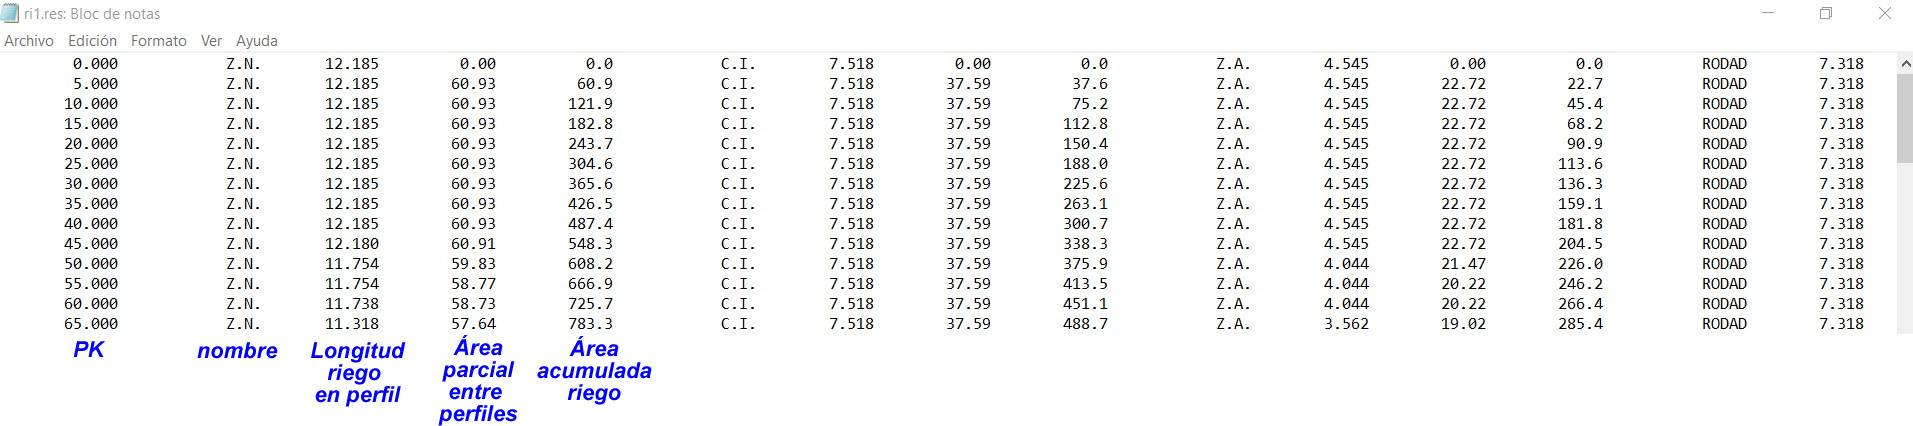 ri1.res: Bloc de notas
Archivo Edición Formato Ver Ayuda
0.000 Z.N. 12.185 0.00 0.0 C.I. 7.518 0.00 0.0 Z.A. 4.545 0.00 0.0 RODAD 7.318
5.000 Z.N. 12.185 60.93 60.9 C.I. 7.518 37.59 37.6 Z.A. 4.545 22.72 22.7 RODAD 7.318
10.000 Z.N. 12.185 60.93 121.9 C.I. 7.518 37.59 75.2 Z.A. 4.545 22.72 45.4 RODAD 7.318
15.000 Z.N. 12.185 60.93 182.8 C.I. 7.518 37.59 112.8 Z.A. 4.545 22.72 68.2 RODAD 7.318
20.000 Z.N. 12.185 60.93 243.7 C.I. 7.518 37.59 150.4 Z.A. 4.545 22.72 90.9 RODAD 7.318
25.000 Z.N. 12.185 60.93 304.6 C.I. 7.518 37.59 188.0 Z.A. 4.545 22.72 113.6 RODAD 7.318
30.000 Z.N. 12.185 60.93 365.6 C.I. 7.518 37.59 225.6 Z.A. 4.545 22.72 136.3 RODAD 7.318
35.000 Z.N. 12.185 60.93 426.5 C.I. 7.518 37.59 263.1 Z.A. 4.545 22.72 159.1 RODAD 7.318
40.000 Z.N. 12.185 60.93 487.4 C.I. 7.518 37.59 300.7 Z.A. 4.545 22.72 181.8 RODAD 7.318
45.000 Z.N. 12.180 60.91 548.3 C.I. 7.518 37.59 338.3 Z.A. 4.545 22.72 204.5 RODAD 7.318
50.000 Z.N. 11.754 59.83 608.2 C.I. 7.518 37.59 375.9 Z.A. 4.044 21.47 226.0 RODAD 7.318
55.000 Z.N. 11.754 58.77 666.9 C.I. 7.518 37.59 413.5 Z.A. 4.044 20.22 246.2 RODAD 7.318
60.000 Z.N. 11.738 58.73 725.7 C.I. 7.518 37.59 451.1 Z.A. 4.044 20.22 266.4 RODAD 7.318
65.000 Z.N. 11.318 57.64 783.3 C.I. 7.518 37.59 488.7 Z.A. 3.562 19.02 285.4 RODAD 7.318
PK
nombre
Longitud
riego
en perfil
Área
parcial
entre
perfiles
Área
acumulada
riego